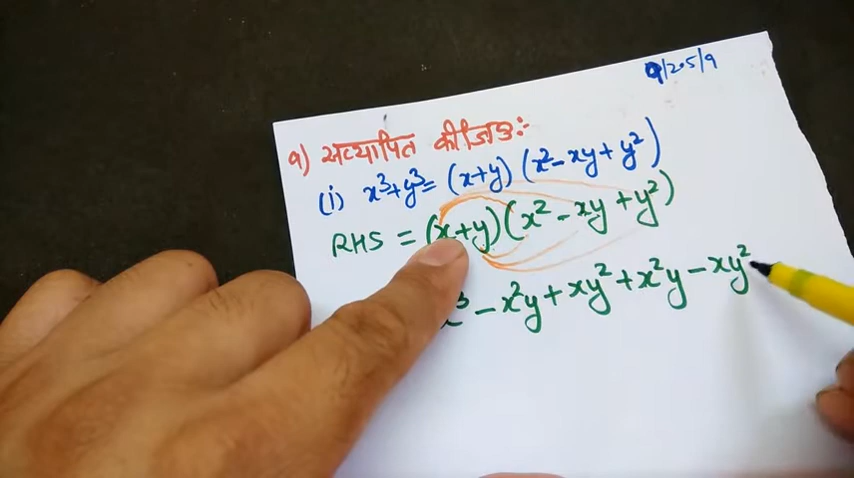 9/2.5/9
9) सत्यापित कीजिए:-
(i) x³+y³ = (x+y) (x²-xy+y²)
RHS = (x+y)(x²-xy+y²)
x³ - x²y + xy² + x²y - xy²